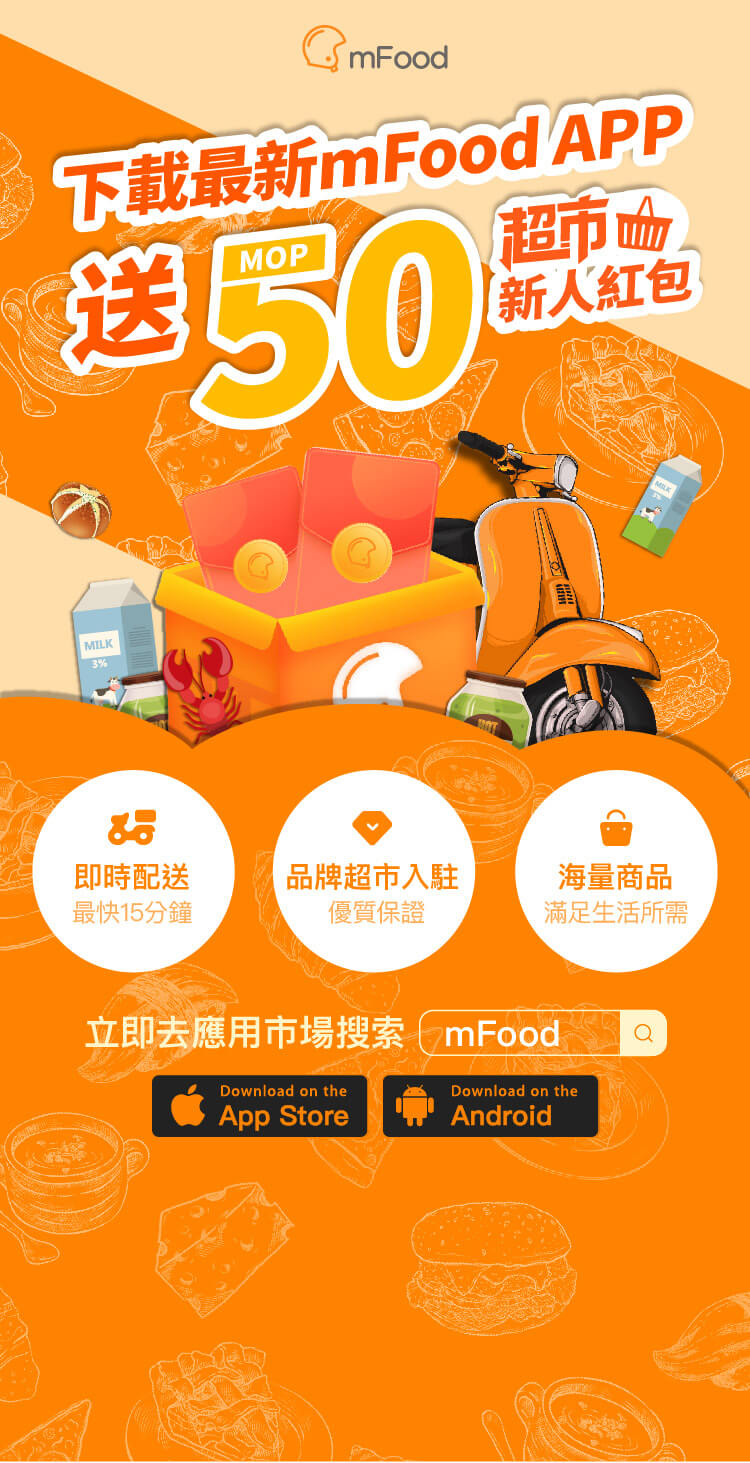 mFood
下載最新mFood APP
送
MOP
50
超市
新人紅包
MILK
3%
MILK
3%
HOT
即時配送
最快15分鐘
品牌超市入駐
優質保證
海量商品
滿足生活所需
立即去應用市場搜索 mFood
Download on the
App Store
Download on the
Android